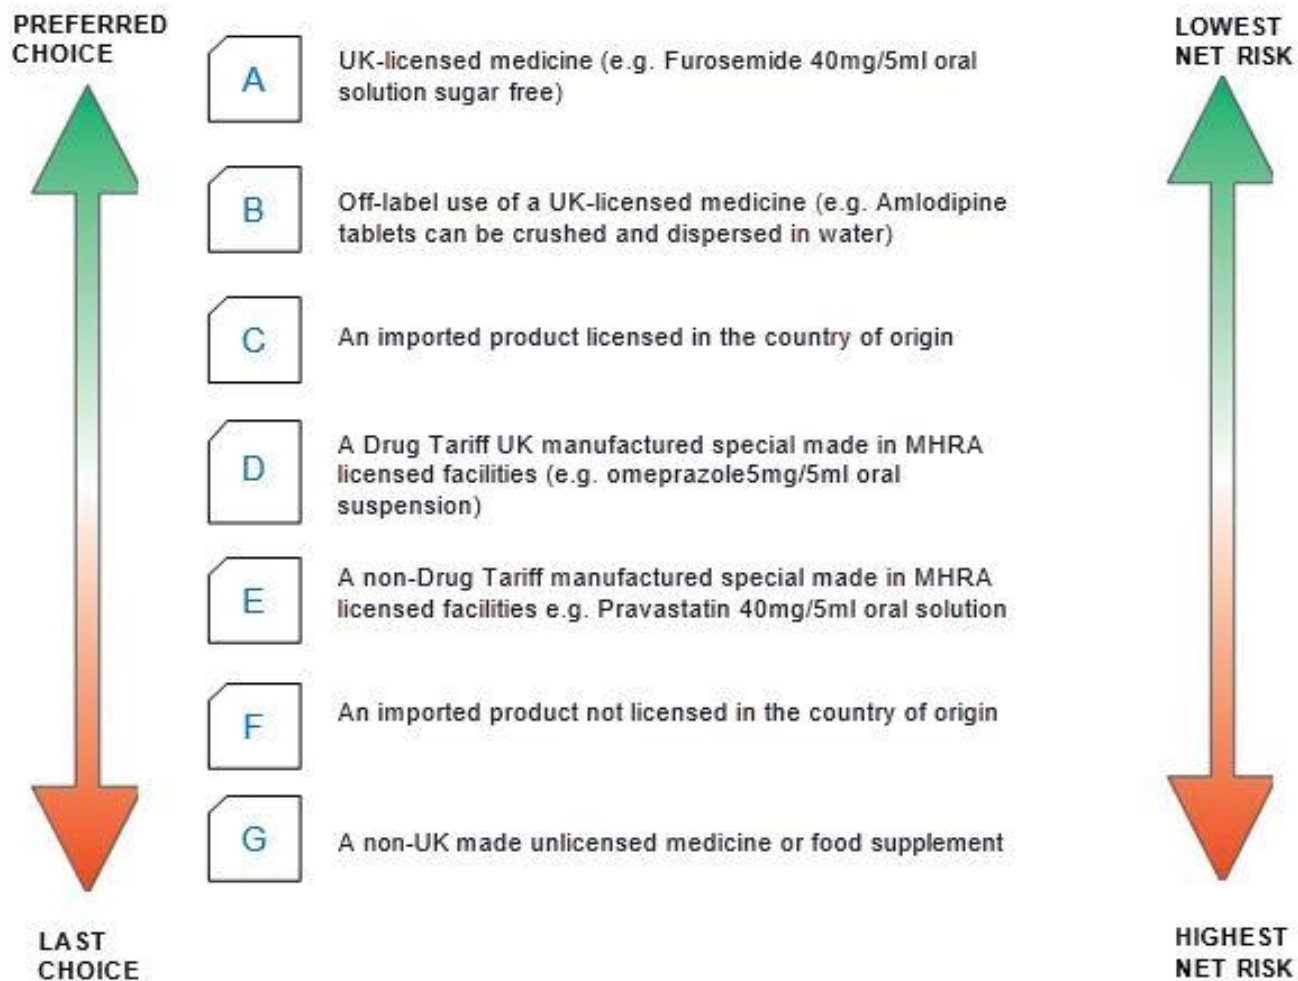 PREFERRED
CHOICE
LOWEST
NET RISK
A
UK-licensed medicine (e.g. Furosemide 40mg/5ml oral
solution sugar free)
B
Off-label use of a UK-licensed medicine (e.g. Amlodipine
tablets can be crushed and dispersed in water)
C
An imported product licensed in the country of origin
D
A Drug Tariff UK manufactured special made in MHRA
licensed facilities (e.g. omeprazole5mg/5ml oral
suspension)
E
A non-Drug Tariff manufactured special made in MHRA
licensed facilities e.g. Pravastatin 40mg/5ml oral solution
F
An imported product not licensed in the country of origin
G
A non-UK made unlicensed medicine or food supplement
LAST
CHOICE
HIGHEST
NET RISK